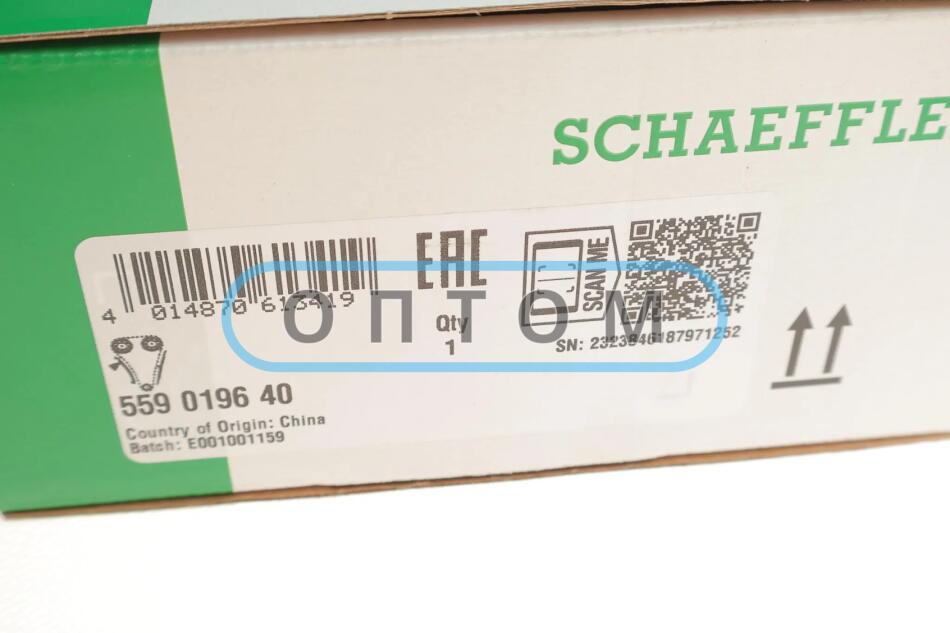 SCHAEFFLE
EAC
SCAN ME
4 014870 613419
Qty
1
SN: 2323846187971252
559 0196 40
Country of Origin: China
Batch: E001001159
ОПТОМ